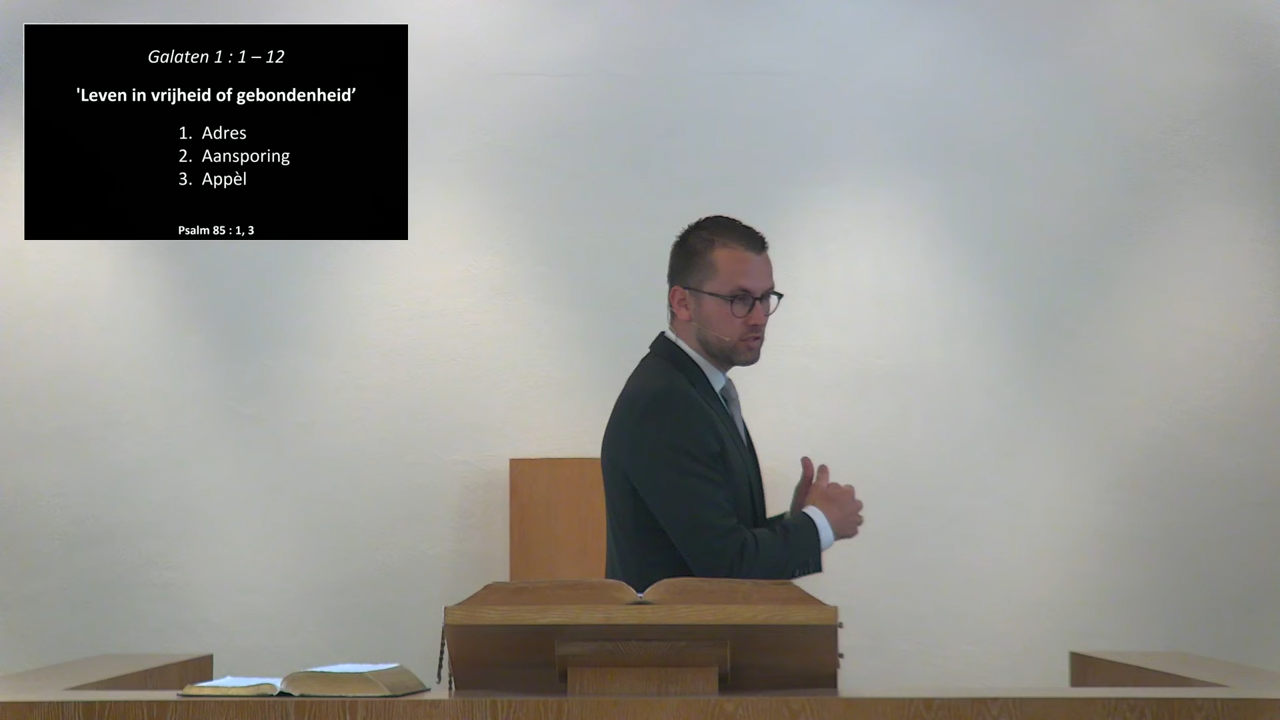 Galaten 1 : 1 – 12
'Leven in vrijheid of gebondenheid’
1. Adres
2. Aansporing
3. Appèl
Psalm 85 : 1, 3